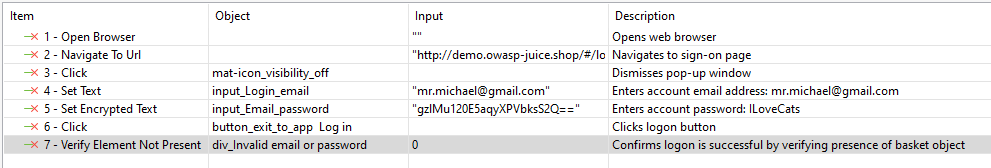 Item Object Input Description
1 - Open Browser "" Opens web browser
2 - Navigate To Url "http://demo.owasp-juice.shop/#/lo Navigates to sign-on page
3 - Click mat-icon_visibility_off Dismisses pop-up window
4 - Set Text input_Login_email "mr.michael@gmail.com" Enters account email address: mr.michael@gmail.com
5 - Set Encrypted Text input_Email_password "gzlMu120E5aqyXPVbksS2Q==" Enters account password: ILoveCats
6 - Click button_exit_to_app Log in Clicks logon button
7 - Verify Element Not Present div_Invalid email or password 0 Confirms logon is successful by verifying presence of basket object